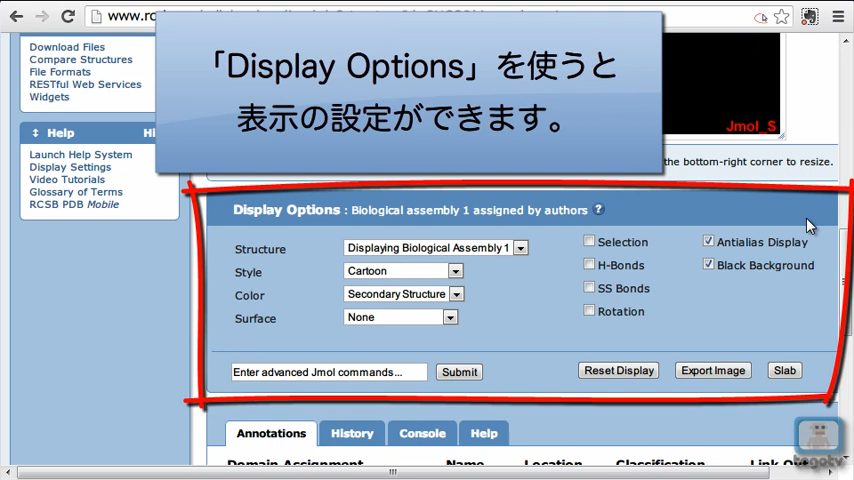 www.ro
「Display Options」を使うと
表示の設定ができます。
Download Files
Compare Structures
File Formats
RESTful Web Services
Widgets
Help
Hi
Launch Help System
Display Settings
Video Tutorials
Glossary of Terms
RCSB PDB Mobile
Jmol_S
the bottom-right corner to resize.
Display Options : Biological assembly 1 assigned by authors ?
Structure Displaying Biological Assembly 1
Style Cartoon
Color Secondary Structure
Surface None
Selection
H-Bonds
SS Bonds
Rotation
Antialias Display
Black Background
Enter advanced Jmol commands... Submit
Reset Display Export Image Slab
Annotations History Console Help
Domain Assignment Name Location Classification Link Out
togotv